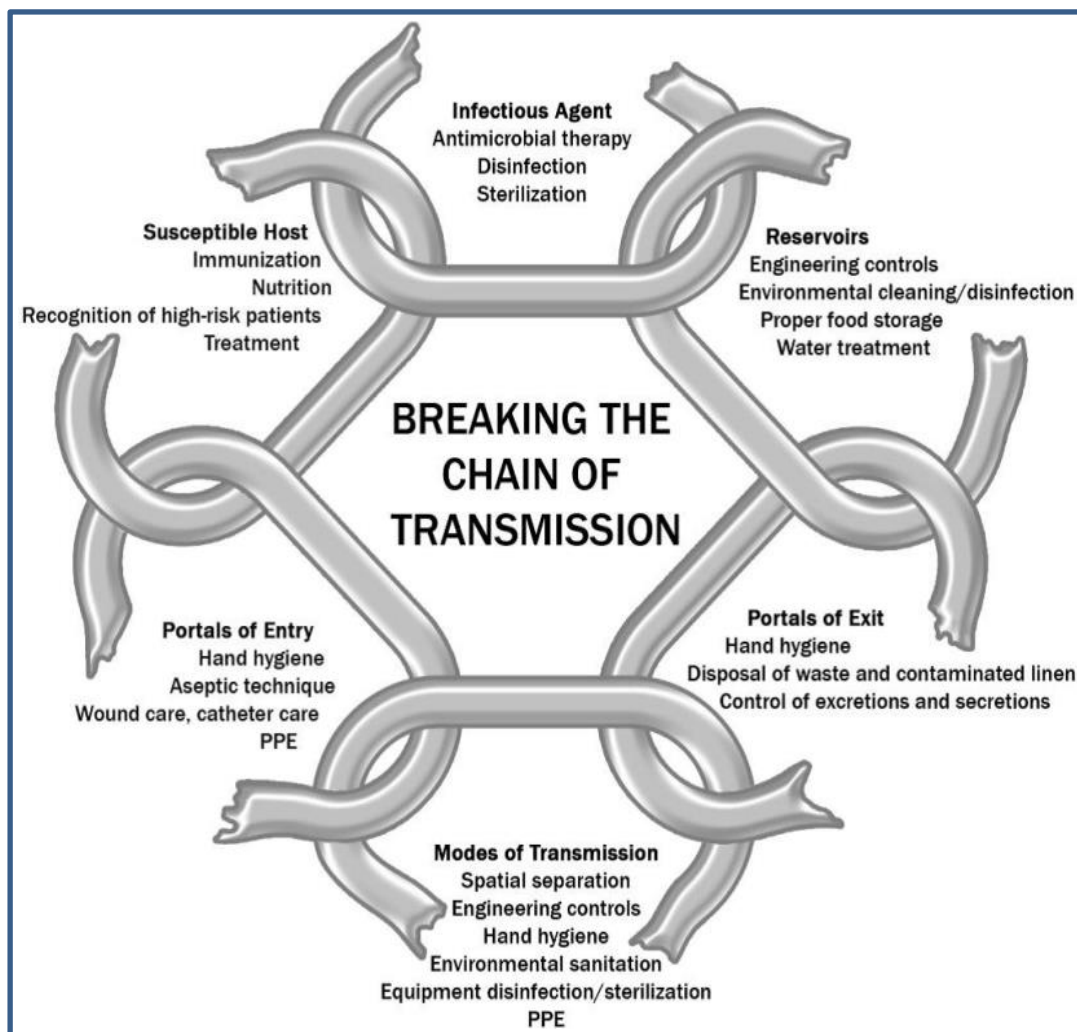 Infectious Agent
Antimicrobial therapy
Disinfection
Sterilization
Reservoirs
Engineering controls
Environmental cleaning/disinfection
Proper food storage
Water treatment
Portals of Exit
Hand hygiene
Disposal of waste and contaminated linen
Control of excretions and secretions
Modes of Transmission
Spatial separation
Engineering controls
Hand hygiene
Environmental sanitation
Equipment disinfection/sterilization
PPE
Portals of Entry
Hand hygiene
Aseptic technique
Wound care, catheter care
PPE
Susceptible Host
Immunization
Nutrition
Recognition of high-risk patients
Treatment
BREAKING THE
CHAIN OF
TRANSMISSION